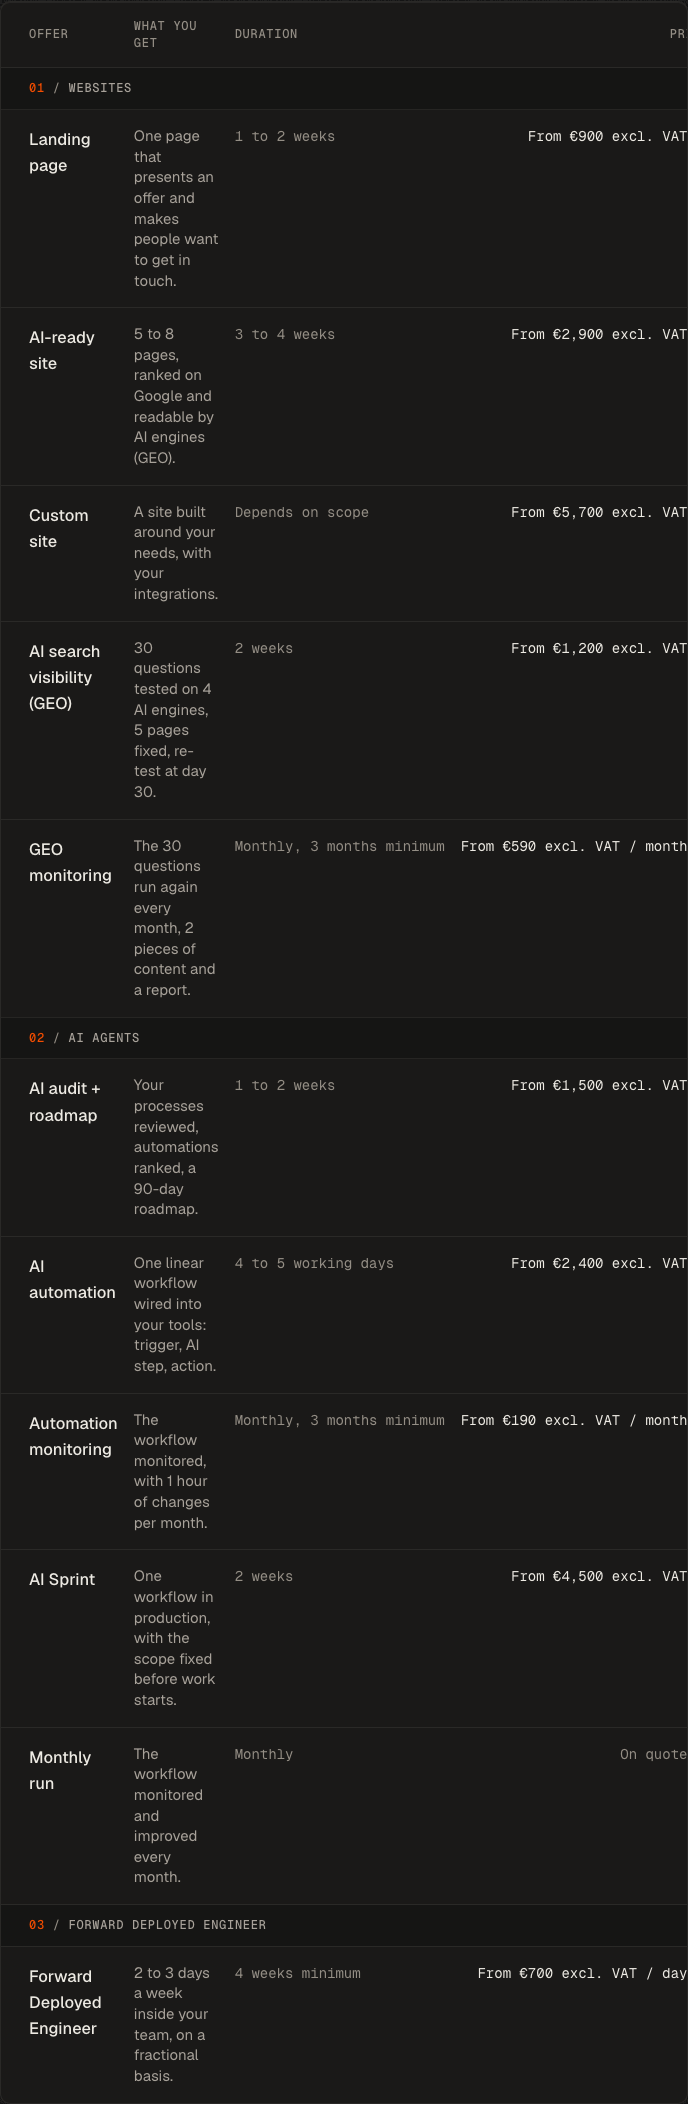 OFFER
WHAT YOU
GET
DURATION
PR
01 / WEBSITES
Landing
page
One page
that
presents an
offer and
makes
people want
to get in
touch.
1 to 2 weeks
From €900 excl. VAT
AI-ready
site
5 to 8
pages,
ranked on
Google and
readable by
AI engines
(GEO).
3 to 4 weeks
From €2,900 excl. VAT
Custom
site
A site built
around your
needs, with
your
integrations.
Depends on scope
From €5,700 excl. VAT
AI search
visibility
(GEO)
30
questions
tested on 4
AI engines,
5 pages
fixed, re-
test at day
30.
2 weeks
From €1,200 excl. VAT
GEO
monitoring
The 30
questions
run again
every
month, 2
pieces of
content and
a report.
Monthly, 3 months minimum
From €590 excl. VAT / month
02 / AI AGENTS
AI audit +
roadmap
Your
processes
reviewed,
automations
ranked, a
90-day
roadmap.
1 to 2 weeks
From €1,500 excl. VAT
AI
automation
One linear
workflow
wired into
your tools:
trigger, AI
step, action.
4 to 5 working days
From €2,400 excl. VAT
Automation
monitoring
The
workflow
monitored,
with 1 hour
of changes
per month.
Monthly, 3 months minimum
From €190 excl. VAT / month
AI Sprint
One
workflow in
production,
with the
scope fixed
before work
starts.
2 weeks
From €4,500 excl. VAT
Monthly
run
The
workflow
monitored
and
improved
every
month.
Monthly
On quote
03 / FORWARD DEPLOYED ENGINEER
Forward
Deployed
Engineer
2 to 3 days
a week
inside your
team, on a
fractional
basis.
4 weeks minimum
From €700 excl. VAT / day